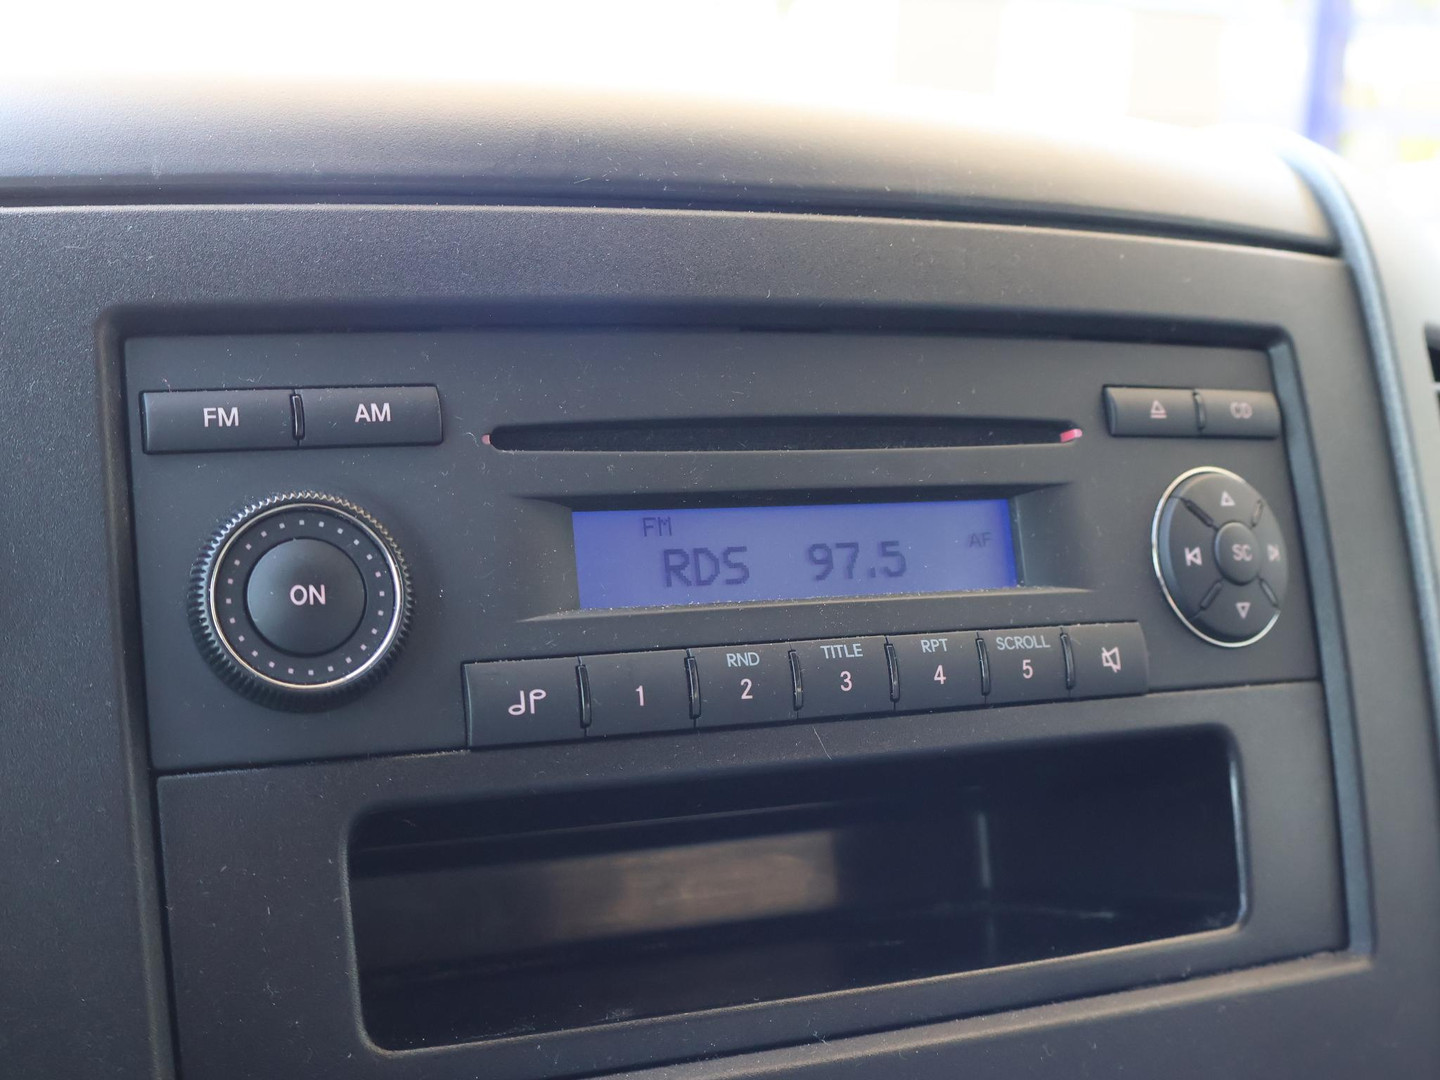 FM AM
CD
FM
RDS 97.5 AF
ON
SC
RND TITLE RPT SCROLL
1 2 3 4 5